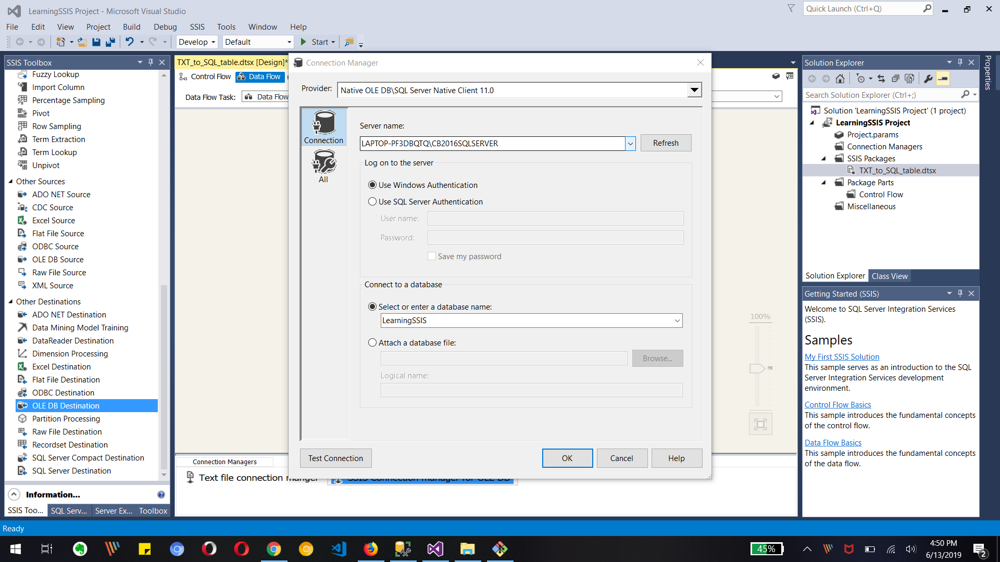 LearningSSIS Project - Microsoft Visual Studio
Quick Launch (Ctrl+Q)
File Edit View Project Build Debug SSIS Tools Window Help
Develop Default Start
SSIS Toolbox
Fuzzy Lookup
Import Column
Percentage Sampling
Pivot
Row Sampling
Term Extraction
Term Lookup
Unpivot
Other Sources
ADO NET Source
CDC Source
Excel Source
Flat File Source
ODBC Source
OLE DB Source
Raw File Source
XML Source
Other Destinations
ADO NET Destination
Data Mining Model Training
DataReader Destination
Dimension Processing
Excel Destination
Flat File Destination
ODBC Destination
OLE DB Destination
Partition Processing
Raw File Destination
Recordset Destination
SQL Server Compact Destination
SQL Server Destination
Information...
SSIS Too... SQL Serv... Server Ex... Toolbox
TXT_to_SQL_table.dtsx [Design]*
Control Flow Data Flow
Data Flow Task: Data Flow
Connection Manager
Provider: Native OLE DB\SQL Server Native Client 11.0
Connection
All
Server name:
LAPTOP-PF3DBQTQ\CB2016SQLSERVER Refresh
Log on to the server
Use Windows Authentication
Use SQL Server Authentication
User name:
Password:
Save my password
Connect to a database
Select or enter a database name:
LearningSSIS
Attach a database file:
Browse...
Logical name:
Test Connection OK Cancel Help
100%
Connection Managers
Text file connection manger SSIS Connection manager for OLE DB
Solution Explorer
Search Solution Explorer (Ctrl+;)
Solution 'LearningSSIS Project' (1 project)
LearningSSIS Project
Project.params
Connection Managers
SSIS Packages
TXT_to_SQL_table.dtsx
Package Parts
Control Flow
Miscellaneous
Solution Explorer Class View
Properties
Getting Started (SSIS)
Welcome to SQL Server Integration Services
(SSIS).
Samples
My First SSIS Solution
This sample serves as an introduction to the SQL
Server Integration Services development
environment.
Control Flow Basics
This sample introduces the fundamental concepts
of the control flow.
Data Flow Basics
This sample introduces the fundamental concepts
of the data flow.
Ready
45%
4:50 PM
6/13/2019
2